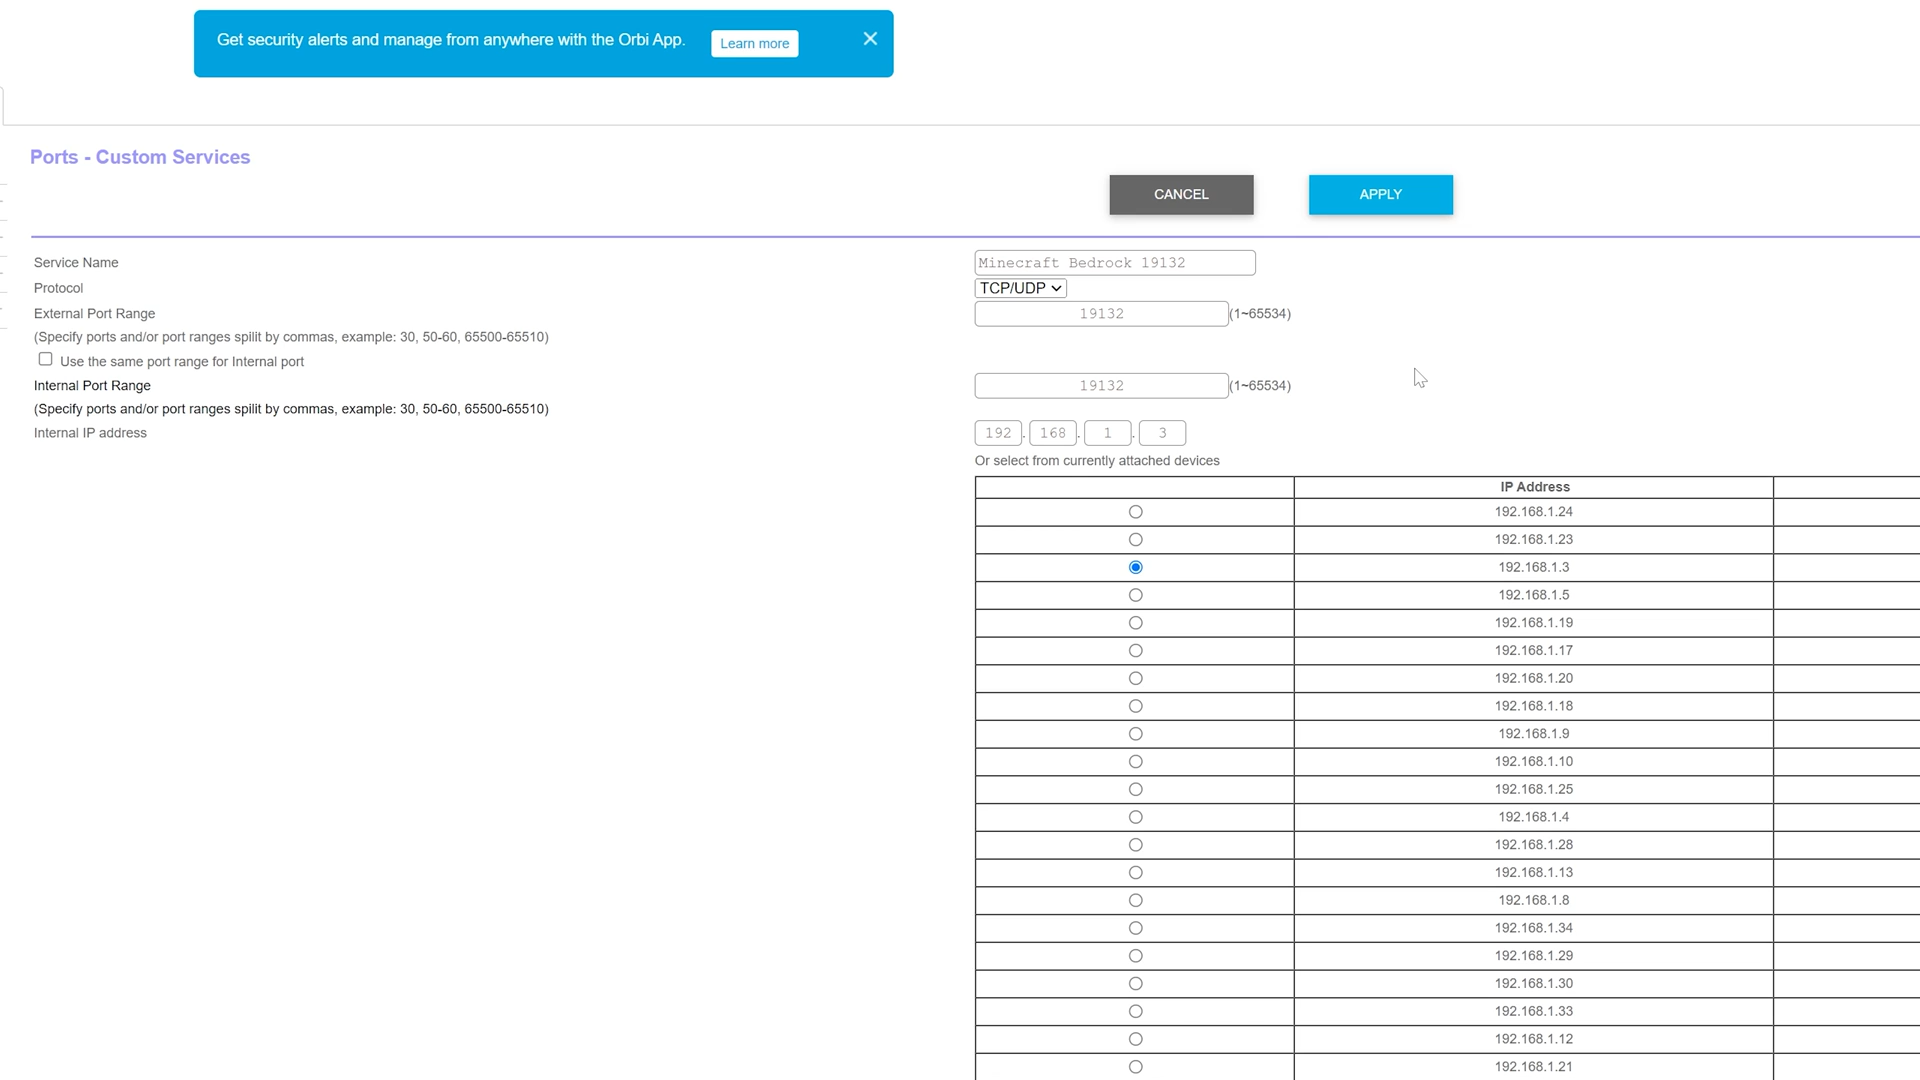 Get security alerts and manage from anywhere with the Orbi App. Learn more
Ports - Custom Services
CANCEL APPLY
Service Name Minecraft Bedrock 19132
Protocol TCP/UDP
External Port Range 19132 (1~65534)
(Specify ports and/or port ranges spilit by commas, example: 30, 50-60, 65500-65510)
Use the same port range for Internal port
Internal Port Range 19132 (1~65534)
(Specify ports and/or port ranges spilit by commas, example: 30, 50-60, 65500-65510)
Internal IP address 192 . 168 . 1 . 3
Or select from currently attached devices
IP Address
192.168.1.24
192.168.1.23
192.168.1.3
192.168.1.5
192.168.1.19
192.168.1.17
192.168.1.20
192.168.1.18
192.168.1.9
192.168.1.10
192.168.1.25
192.168.1.4
192.168.1.28
192.168.1.13
192.168.1.8
192.168.1.34
192.168.1.29
192.168.1.30
192.168.1.33
192.168.1.12
192.168.1.21